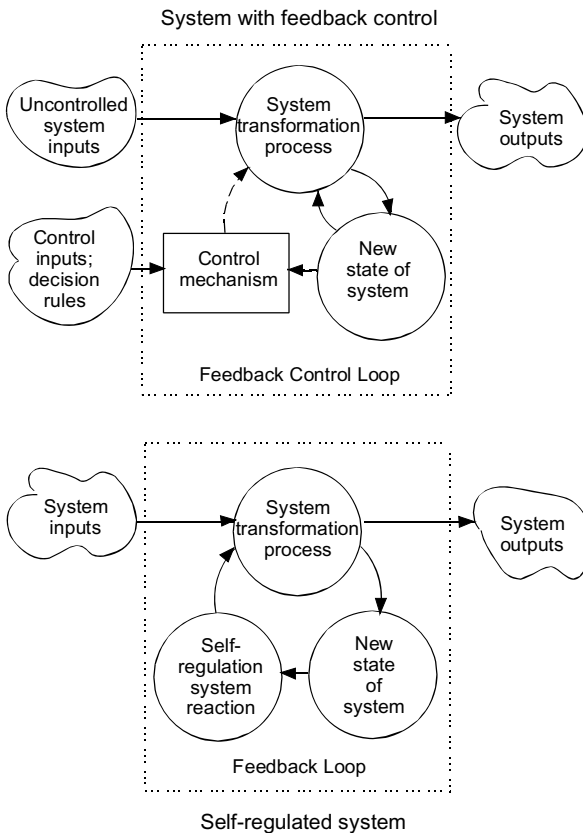 System with feedback control
Uncontrolled
system
inputs
System
transformation
process
System
outputs
Control
inputs;
decision
rules
Control
mechanism
New
state of
system
Feedback Control Loop
System
inputs
System
transformation
process
System
outputs
Self-
regulation
system
reaction
New
state
of
system
Feedback Loop
Self-regulated system